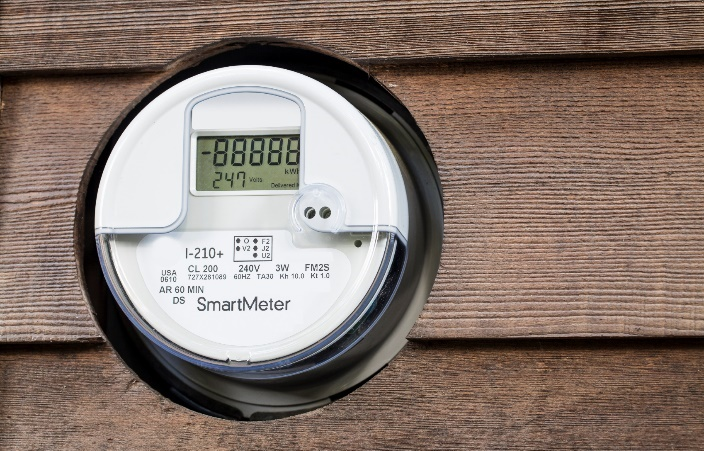 -88888
kWh
247 Volts
Delivered
I-210+
O F2
V2 J2
U2
CL 200 240V 3W FM2S
USA 727X281089 60HZ TA30 Kh 10.0 Kt 1.0
0610
AR 60 MIN
DS SmartMeter